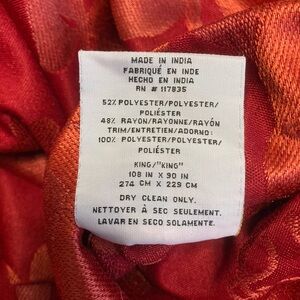 MADE IN INDIA
FABRIQUÉ EN INDE
HECHO EN INDIA
RN # 117835
52% POLYESTER/POLYESTER/
POLIÉSTER
48% RAYON/RAYONNE/RAYÓN
TRIM/ENTRETIEN/ADORNO:
100% POLYESTER/POLYESTER/
POLIÉSTER
KING/"KING"
108 IN X 90 IN
274 CM X 229 CM
DRY CLEAN ONLY.
NETTOYER À SEC SEULEMENT.
LAVAR EN SECO SOLAMENTE.